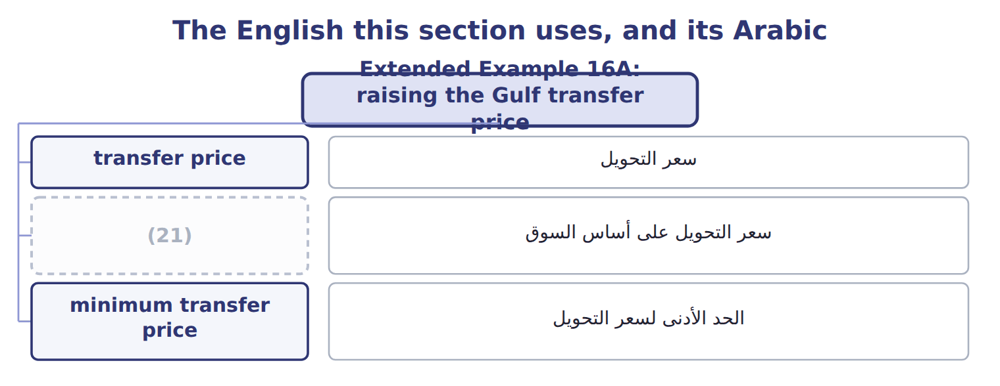 The English this section uses, and its Arabic
Extended Example 16A:
raising the Gulf transfer
price
transfer price
سعر التحويل
(21)
سعر التحويل على أساس السوق
minimum transfer
price
الحد الأدنى لسعر التحويل